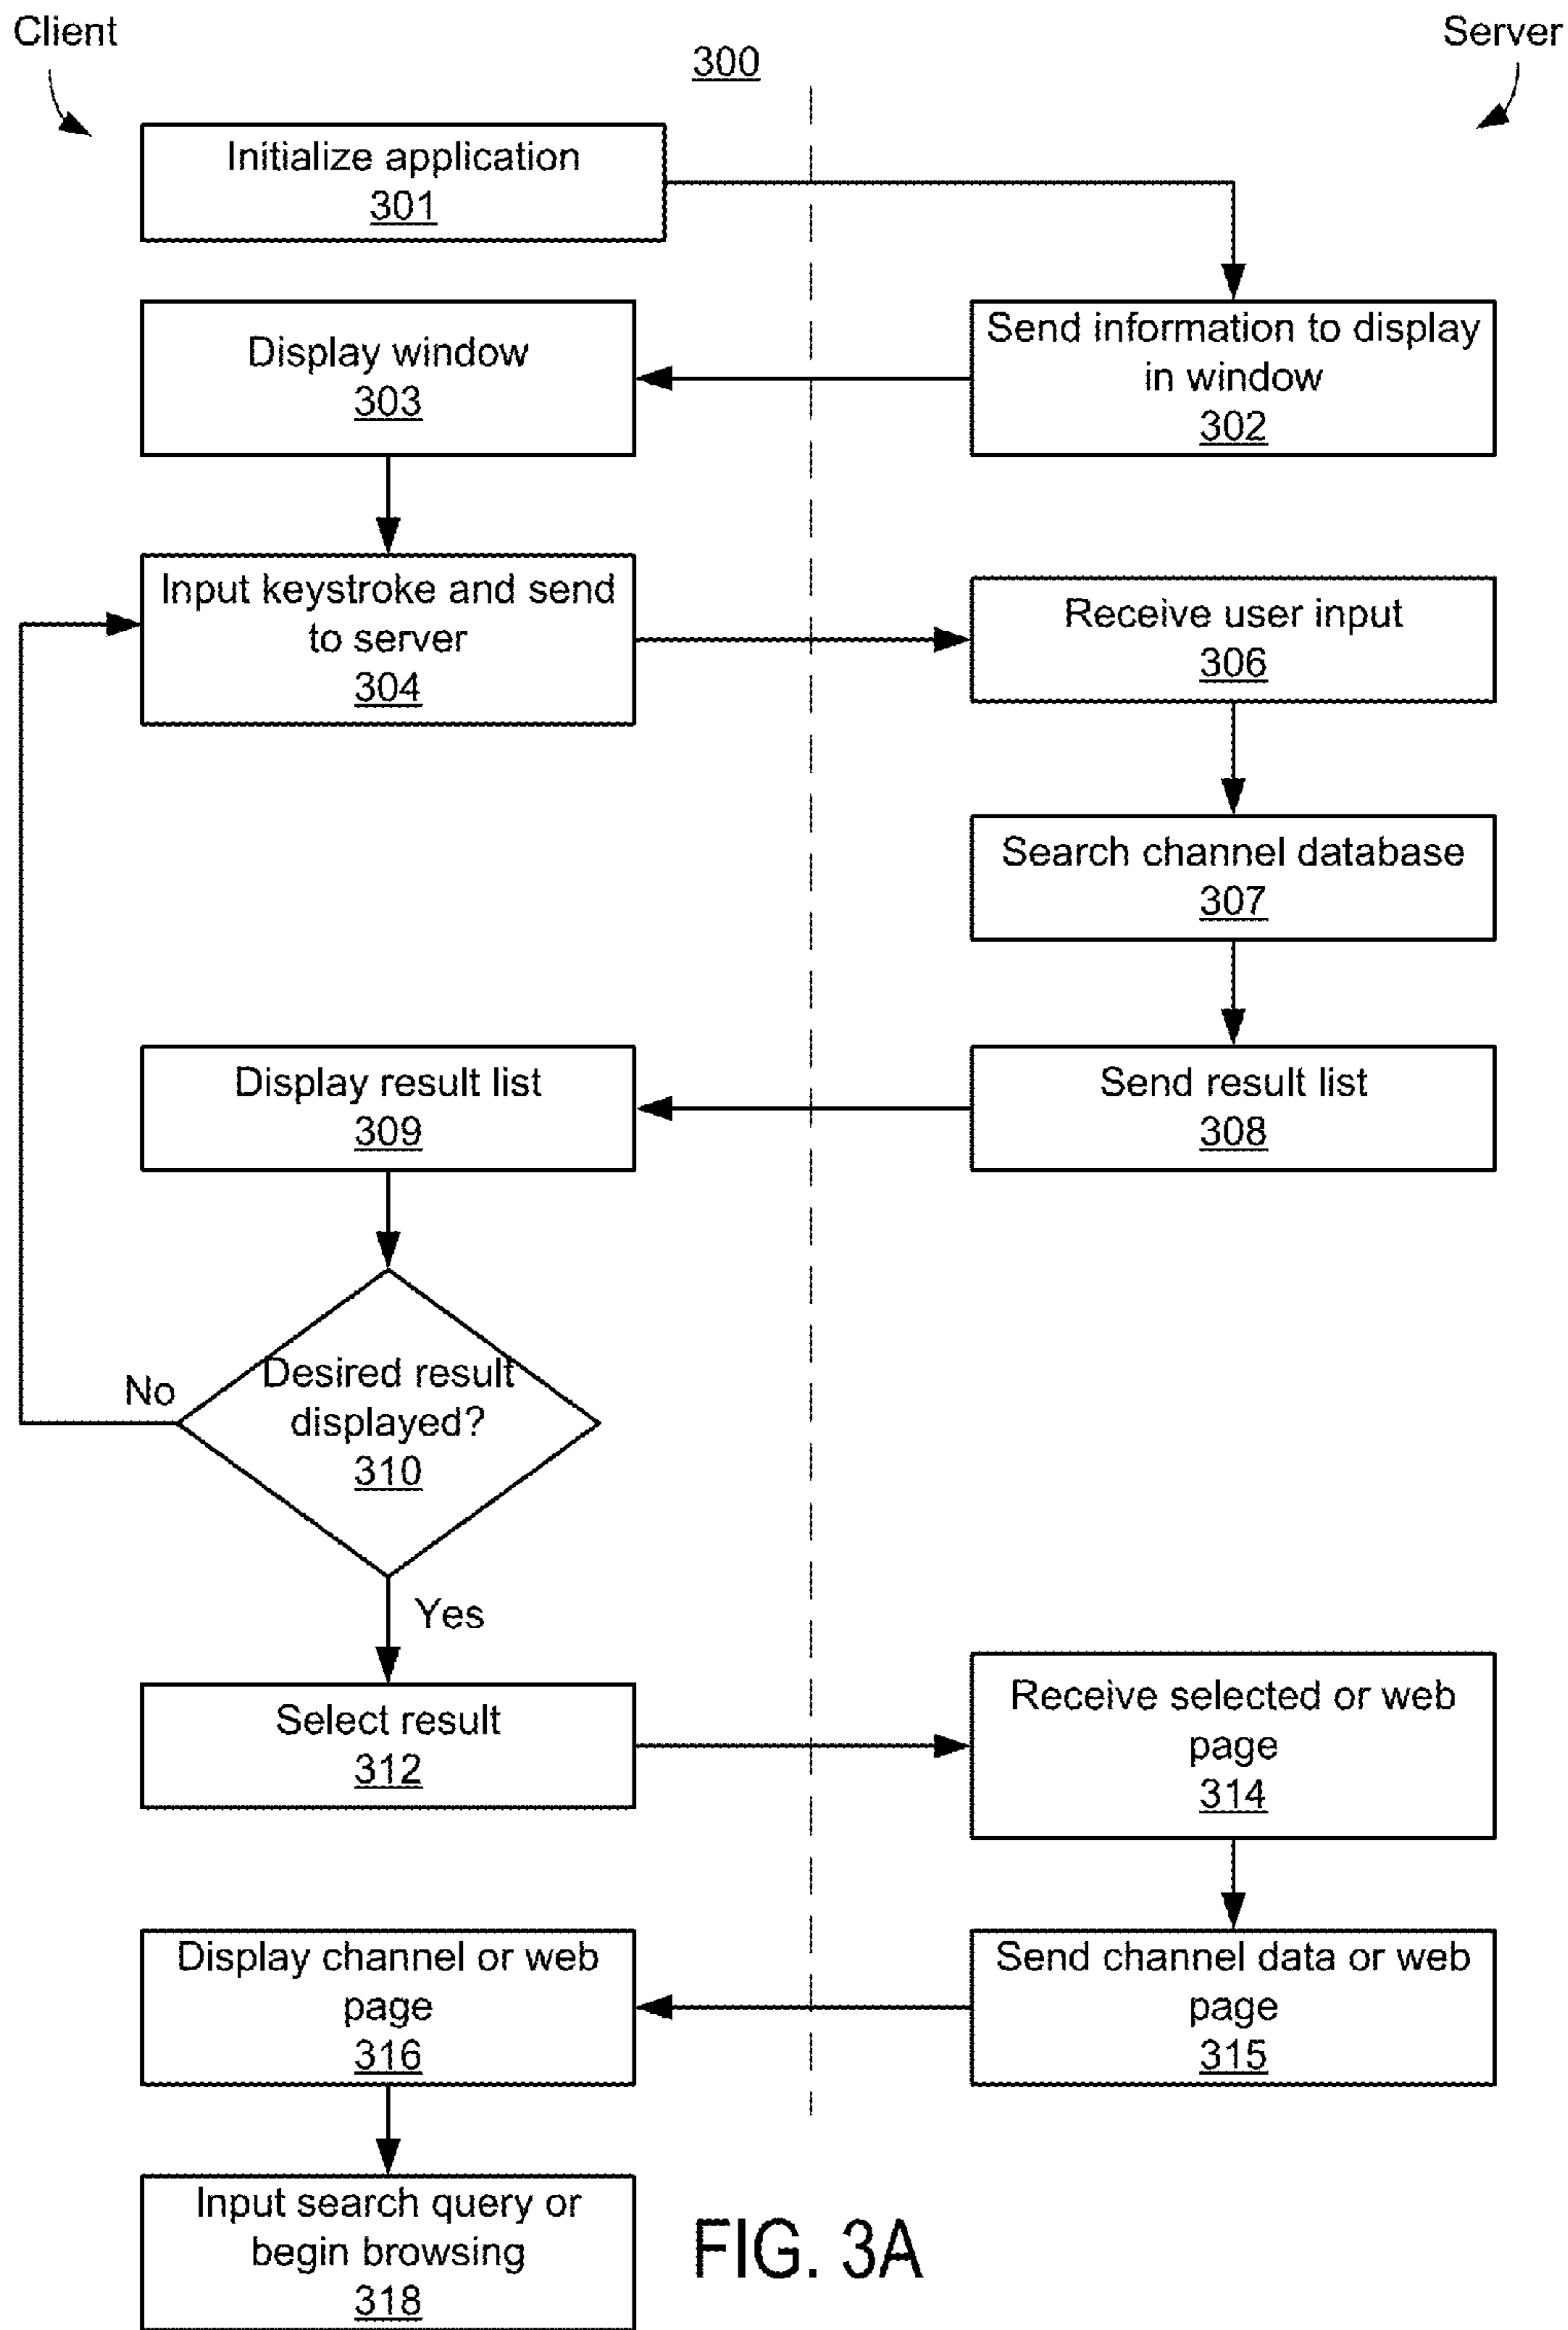 Client
Server
300
Initialize application
301
Send information to display
in window
302
Display window
303
Input keystroke and send
to server
304
Receive user input
306
Search channel database
307
Send result list
308
Display result list
309
Desired result
displayed?
310
No
Yes
Select result
312
Receive selected or web
page
314
Send channel data or web
page
315
Display channel or web
page
316
Input search query or
begin browsing
318
FIG. 3A